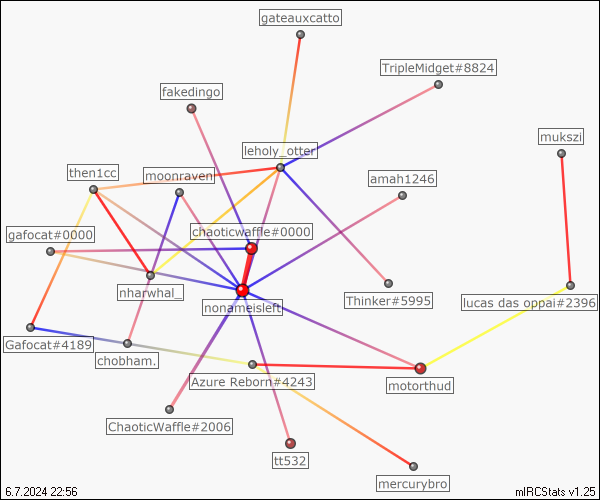 gateauxcatto
TripleMidget#8824
fakedingo
mukszi
leholy_otter
then1cc
moonraven
amah1246
gafocat#0000
chaoticwaffle#0000
nharwhal_
nonameisleft
Thinker#5995
lucas das oppai#2396
Gafocat#4189
chobham.
Azure Reborn#4243
motorthud
ChaoticWaffle#2006
tt532
mercurybro
6.7.2024 22:56
mIRCStats v1.25